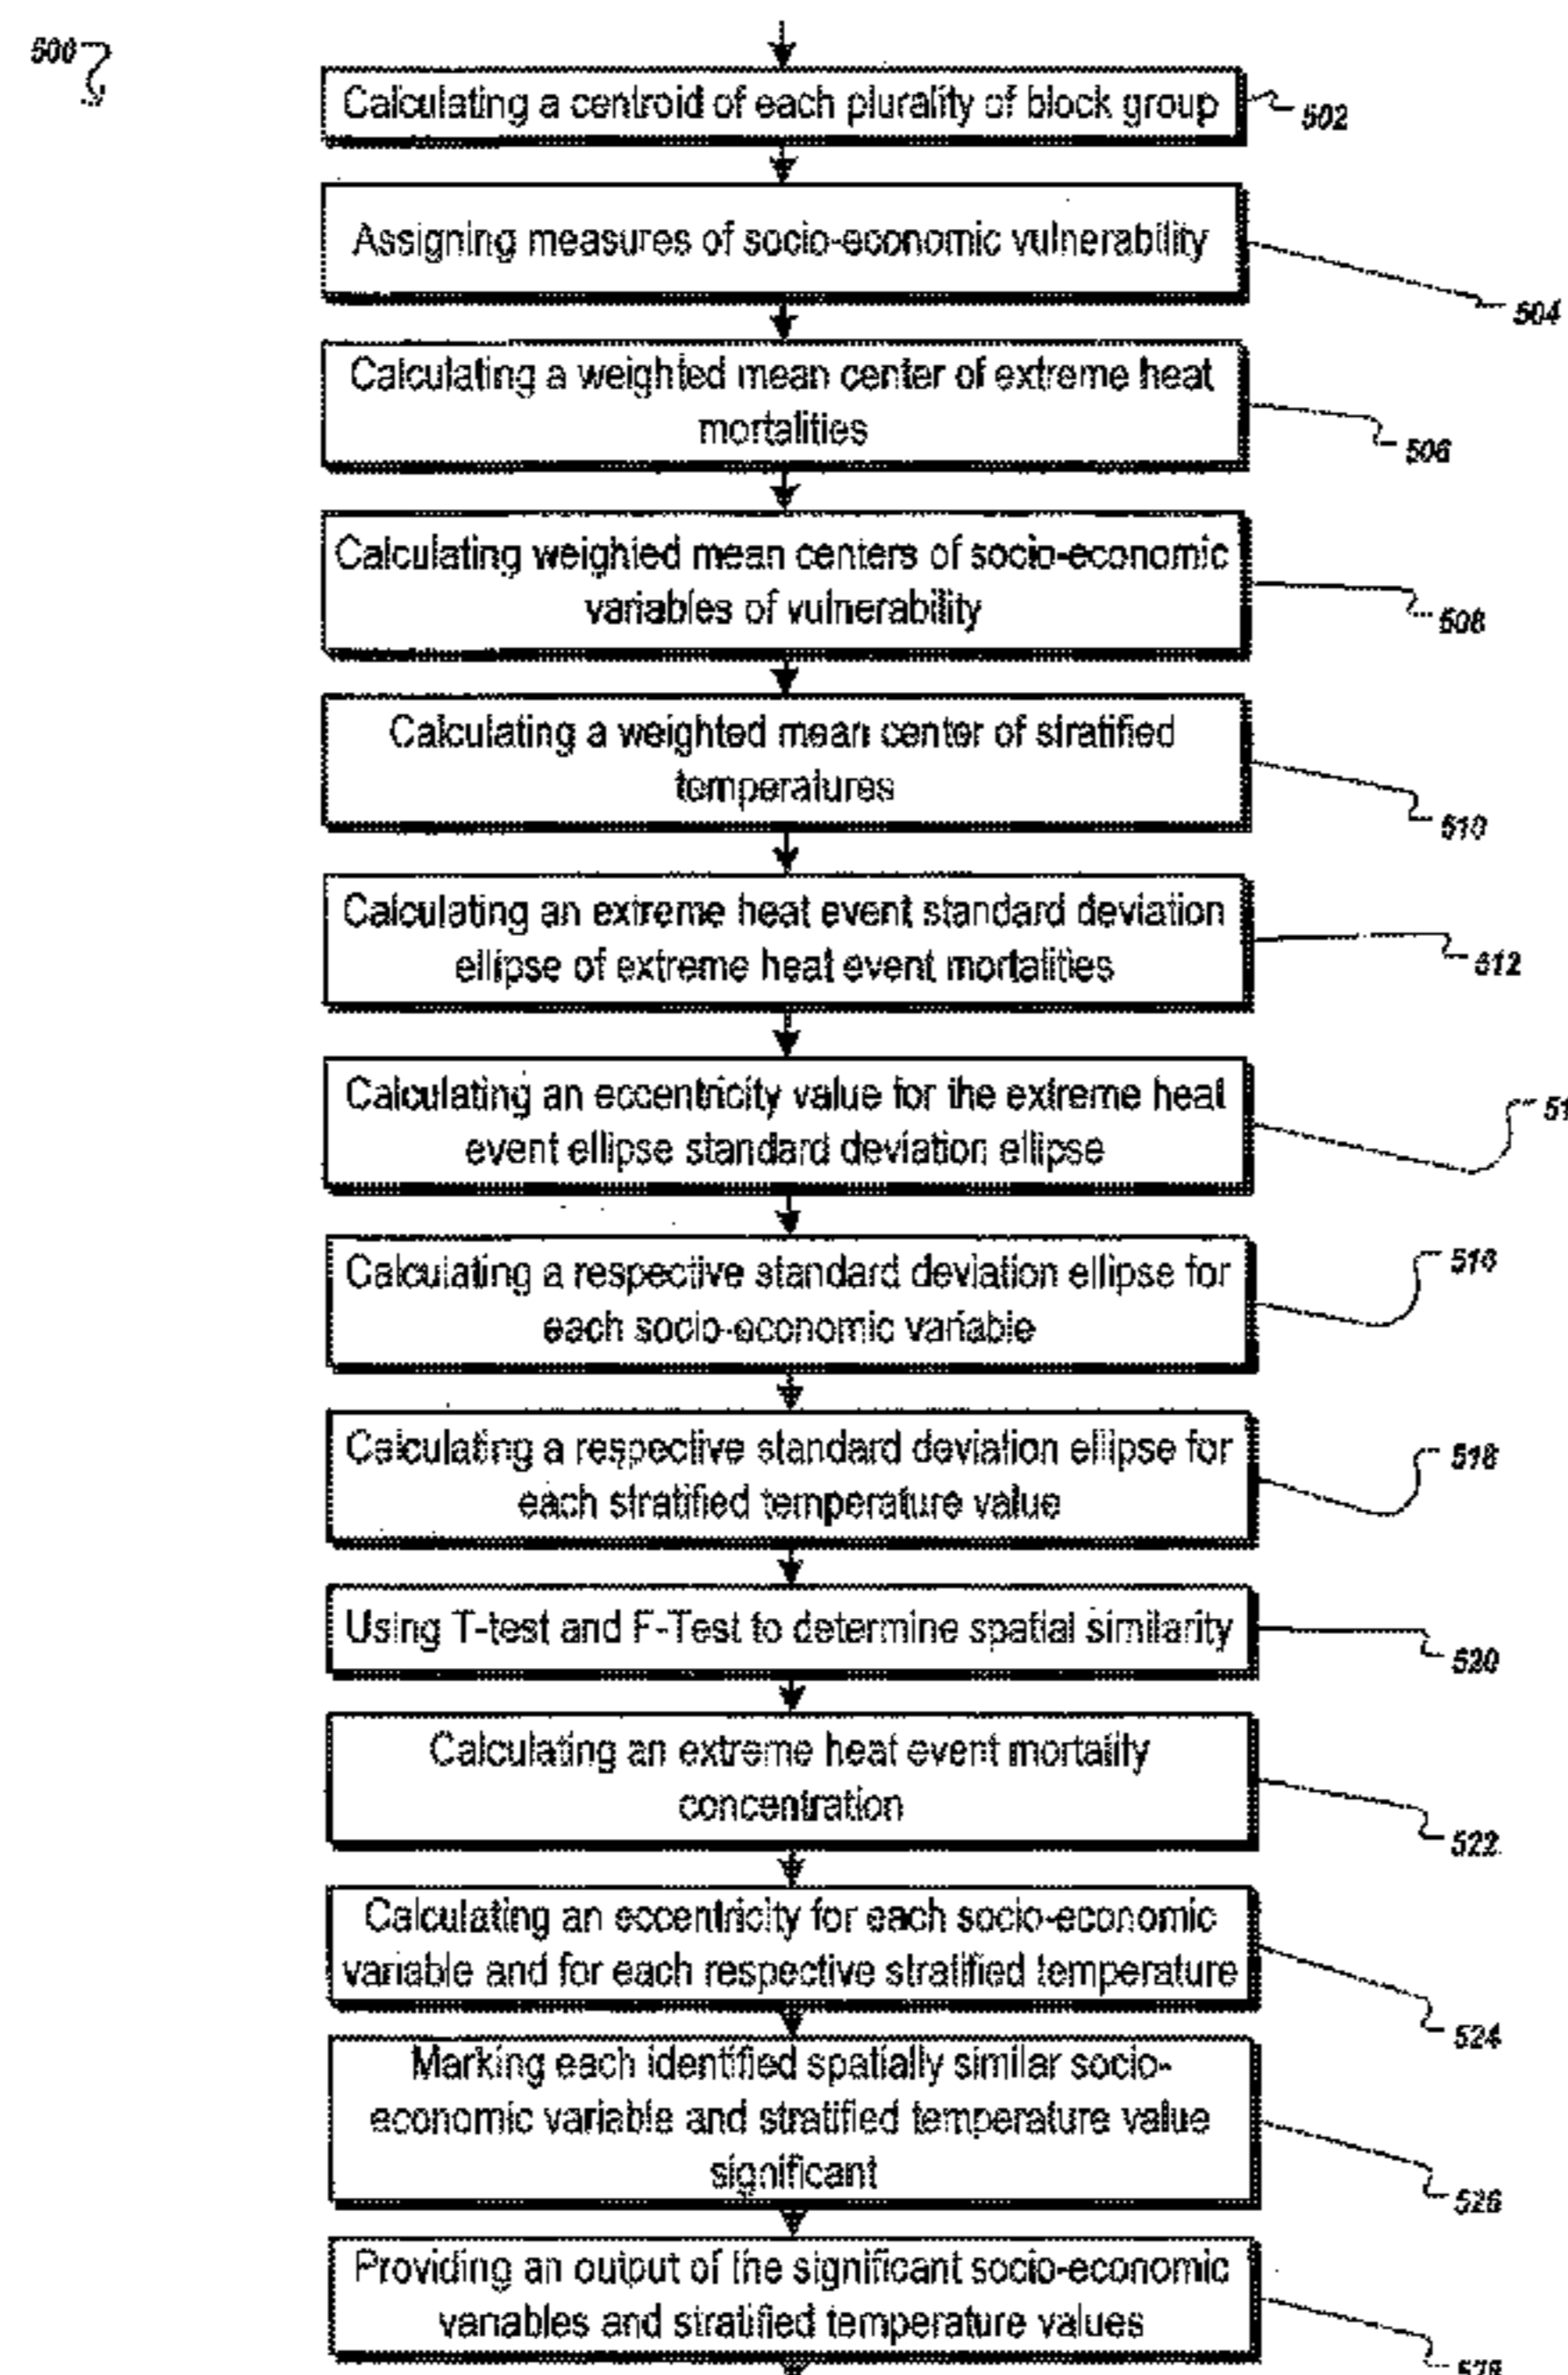 500
Calculating a centroid of each plurality of block group
502
Assigning measures of socio-economic vulnerability
504
Calculating a weighted mean center of extreme heat
mortalities
506
Calculating weighted mean centers of socio-economic
variables of vulnerability
508
Calculating a weighted mean center of stratified
temperatures
510
Calculating an extreme heat event standard deviation
ellipse of extreme heat event mortalities
512
Calculating an eccentricity value for the extreme heat
event ellipse standard deviation ellipse
51
Calculating a respective standard deviation ellipse for
each socio-economic variable
516
Calculating a respective standard deviation ellipse for
each stratified temperature value
518
Using T-test and F-Test to determine spatial similarity
520
Calculating an extreme heat event mortality
concentration
522
Calculating an eccentricity for each socio-economic
variable and for each respective stratified temperature
524
Marking each identified spatially similar socio-
economic variable and stratified temperature value
significant
526
Providing an output of the significant socio-economic
variables and stratified temperature values
528